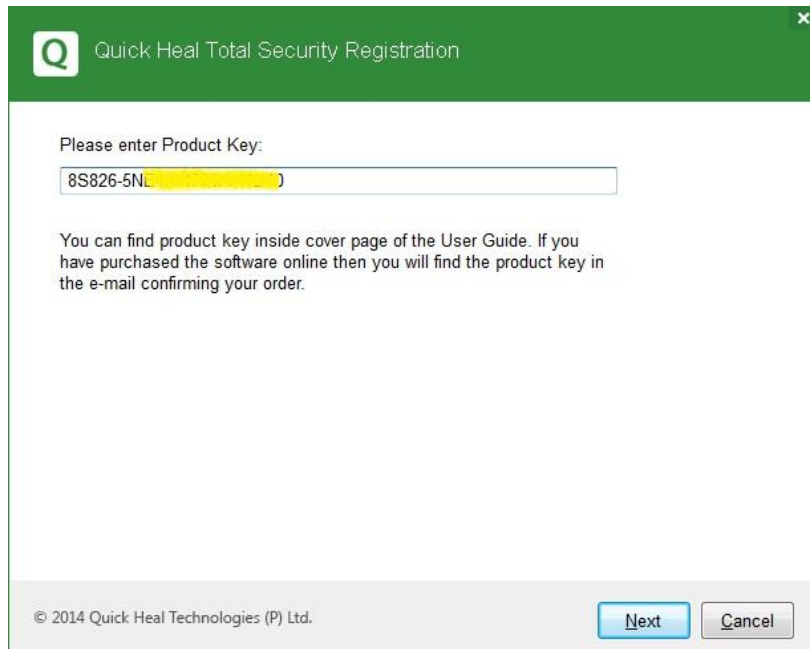 Q Quick Heal Total Security Registration
Please enter Product Key:
You can find product key inside cover page of the User Guide. If you
have purchased the software online then you will find the product key in
the e-mail confirming your order.
© 2014 Quick Heal Technologies (P) Ltd.
Next Cancel